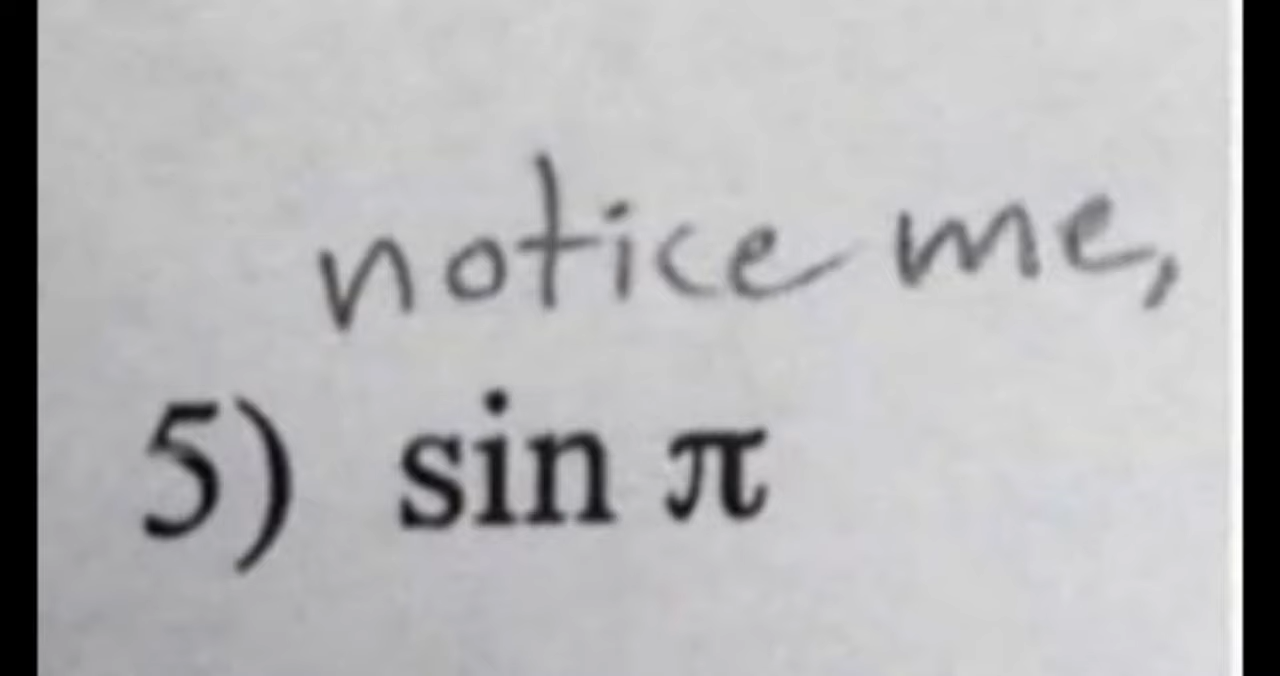 notice me,
5) sin π